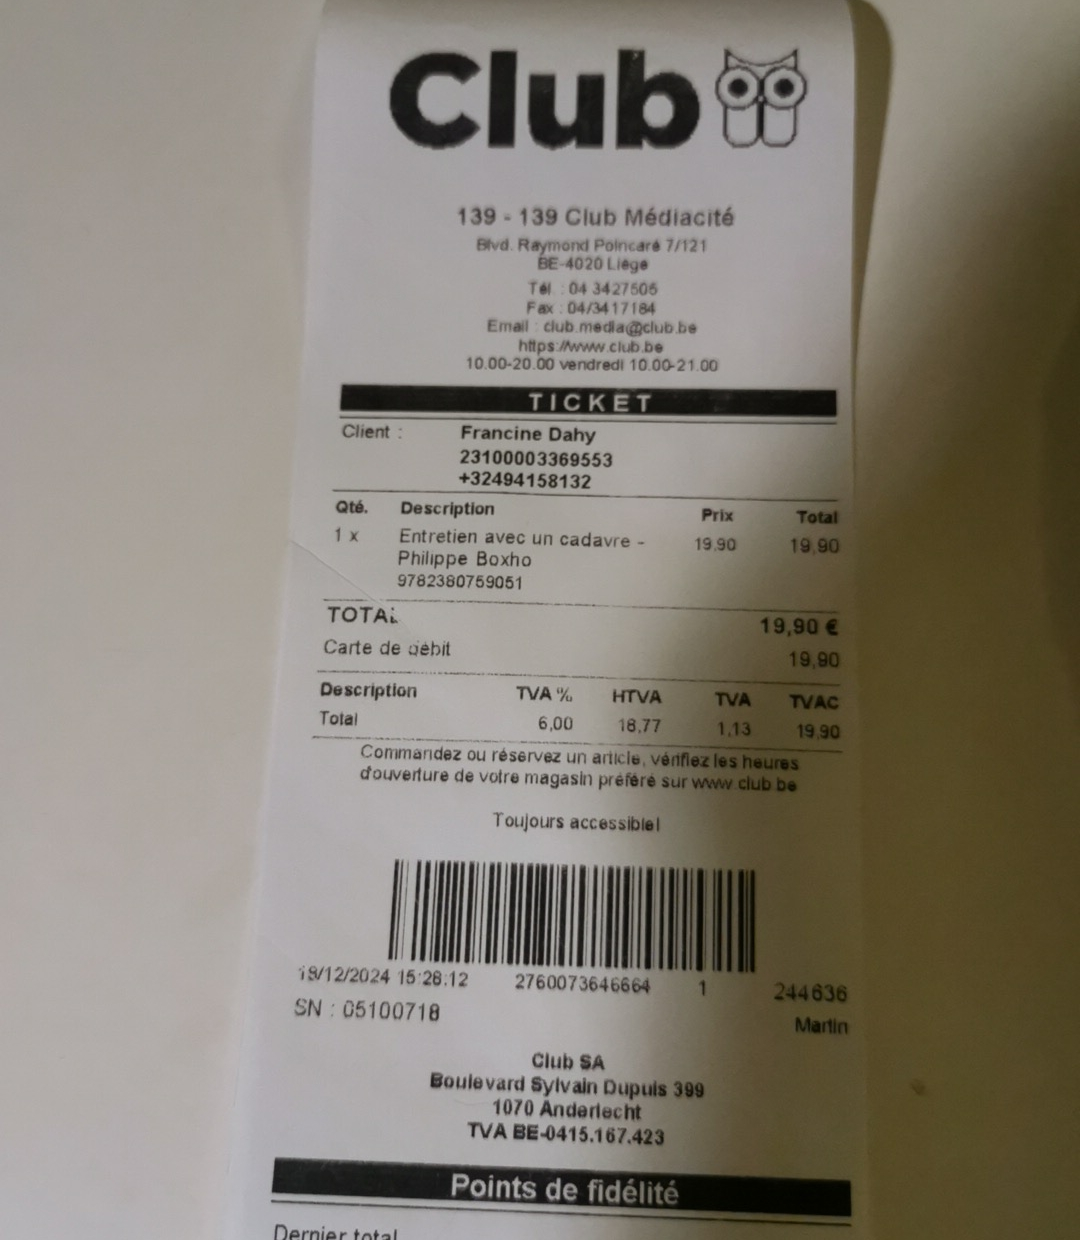 Club
139 - 139 Club Médiacité
Blvd. Raymond Poincaré 7/121
BE-4020 Liège
Tél. : 04 3427506
Fax : 04/3417184
Email : club.media@club.be
https://www.club.be
10.00-20.00 vendredi 10.00-21.00
TICKET
Client : Francine Dahy
23100003369553
+32494158132
Qté. Description Prix Total
1 x Entretien avec un cadavre - 19,90 19,90
Philippe Boxho
9782380759051
TOTAL 19,90 €
Carte de débit 19,90
Description TVA % HTVA TVA TVAC
Total 6,00 18,77 1,13 19,90
Commandez ou réservez un article, vérifiez les heures
d'ouverture de votre magasin préféré sur www.club.be
Toujours accessible!
15:28:12 2760073646664 1 244636
SN : 05100718 Martin
Club SA
Boulevard Sylvain Dupuis 399
1070 Anderlecht
TVA BE-0415.167.423
Points de fidélité
Dernier total